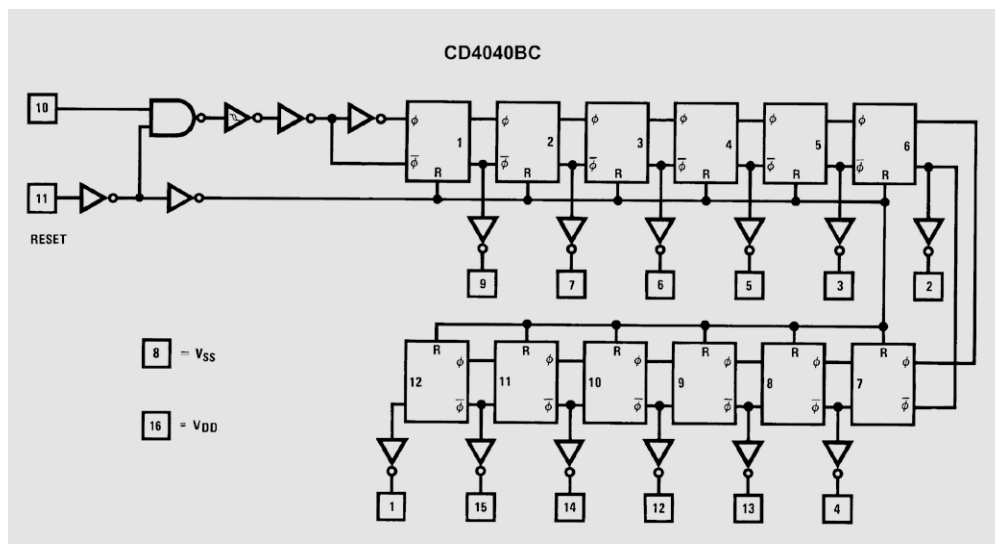 CD4040BC
10
ϕ ϕ ϕ ϕ ϕ ϕ
1 2 3 4 5 6
ϕ̅ ϕ̅ ϕ̅ ϕ̅ ϕ̅ ϕ̅
R R R R R R
11
RESET
9 7 6 5 3 2
8 = VSS
R R R R R R
ϕ ϕ ϕ ϕ ϕ ϕ
12 11 10 9 8 7
ϕ̅ ϕ̅ ϕ̅ ϕ̅ ϕ̅ ϕ̅
16 = VDD
1 15 14 12 13 4